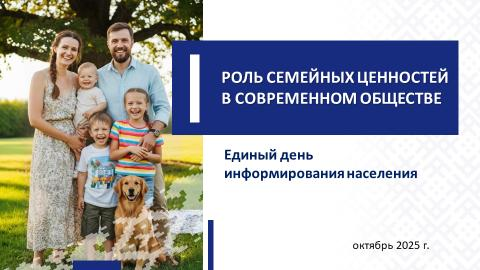 РОЛЬ СЕМЕЙНЫХ ЦЕННОСТЕЙ
В СОВРЕМЕННОМ ОБЩЕСТВЕ
Единый день
информирования населения
октябрь 2025 г.